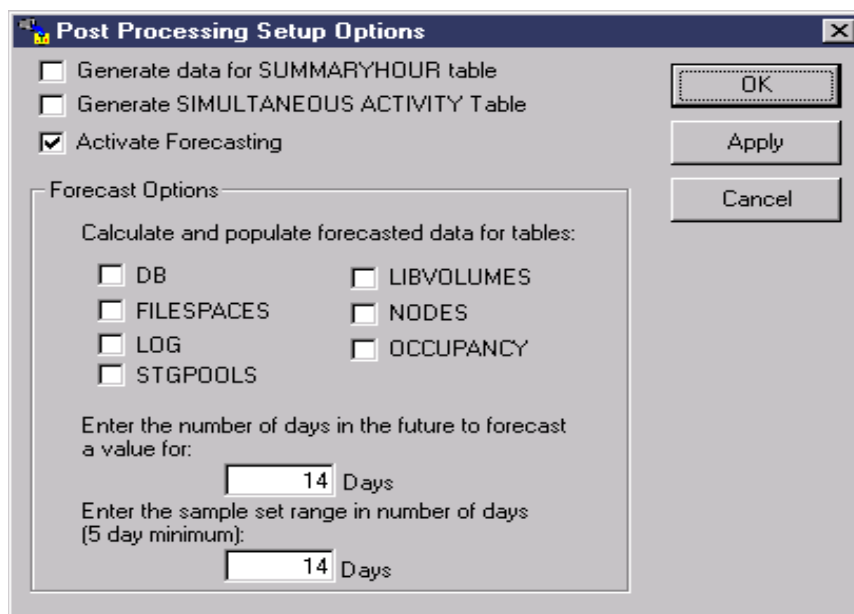 Post Processing Setup Options
Generate data for SUMMARYHOUR table
Generate SIMULTANEOUS ACTIVITY Table
Activate Forecasting
OK
Apply
Cancel
Forecast Options
Calculate and populate forecasted data for tables:
DB
LIBVOLUMES
FILESPACES
NODES
LOG
OCCUPANCY
STGPOOLS
Enter the number of days in the future to forecast
a value for:
14 Days
Enter the sample set range in number of days
(5 day minimum):
14 Days